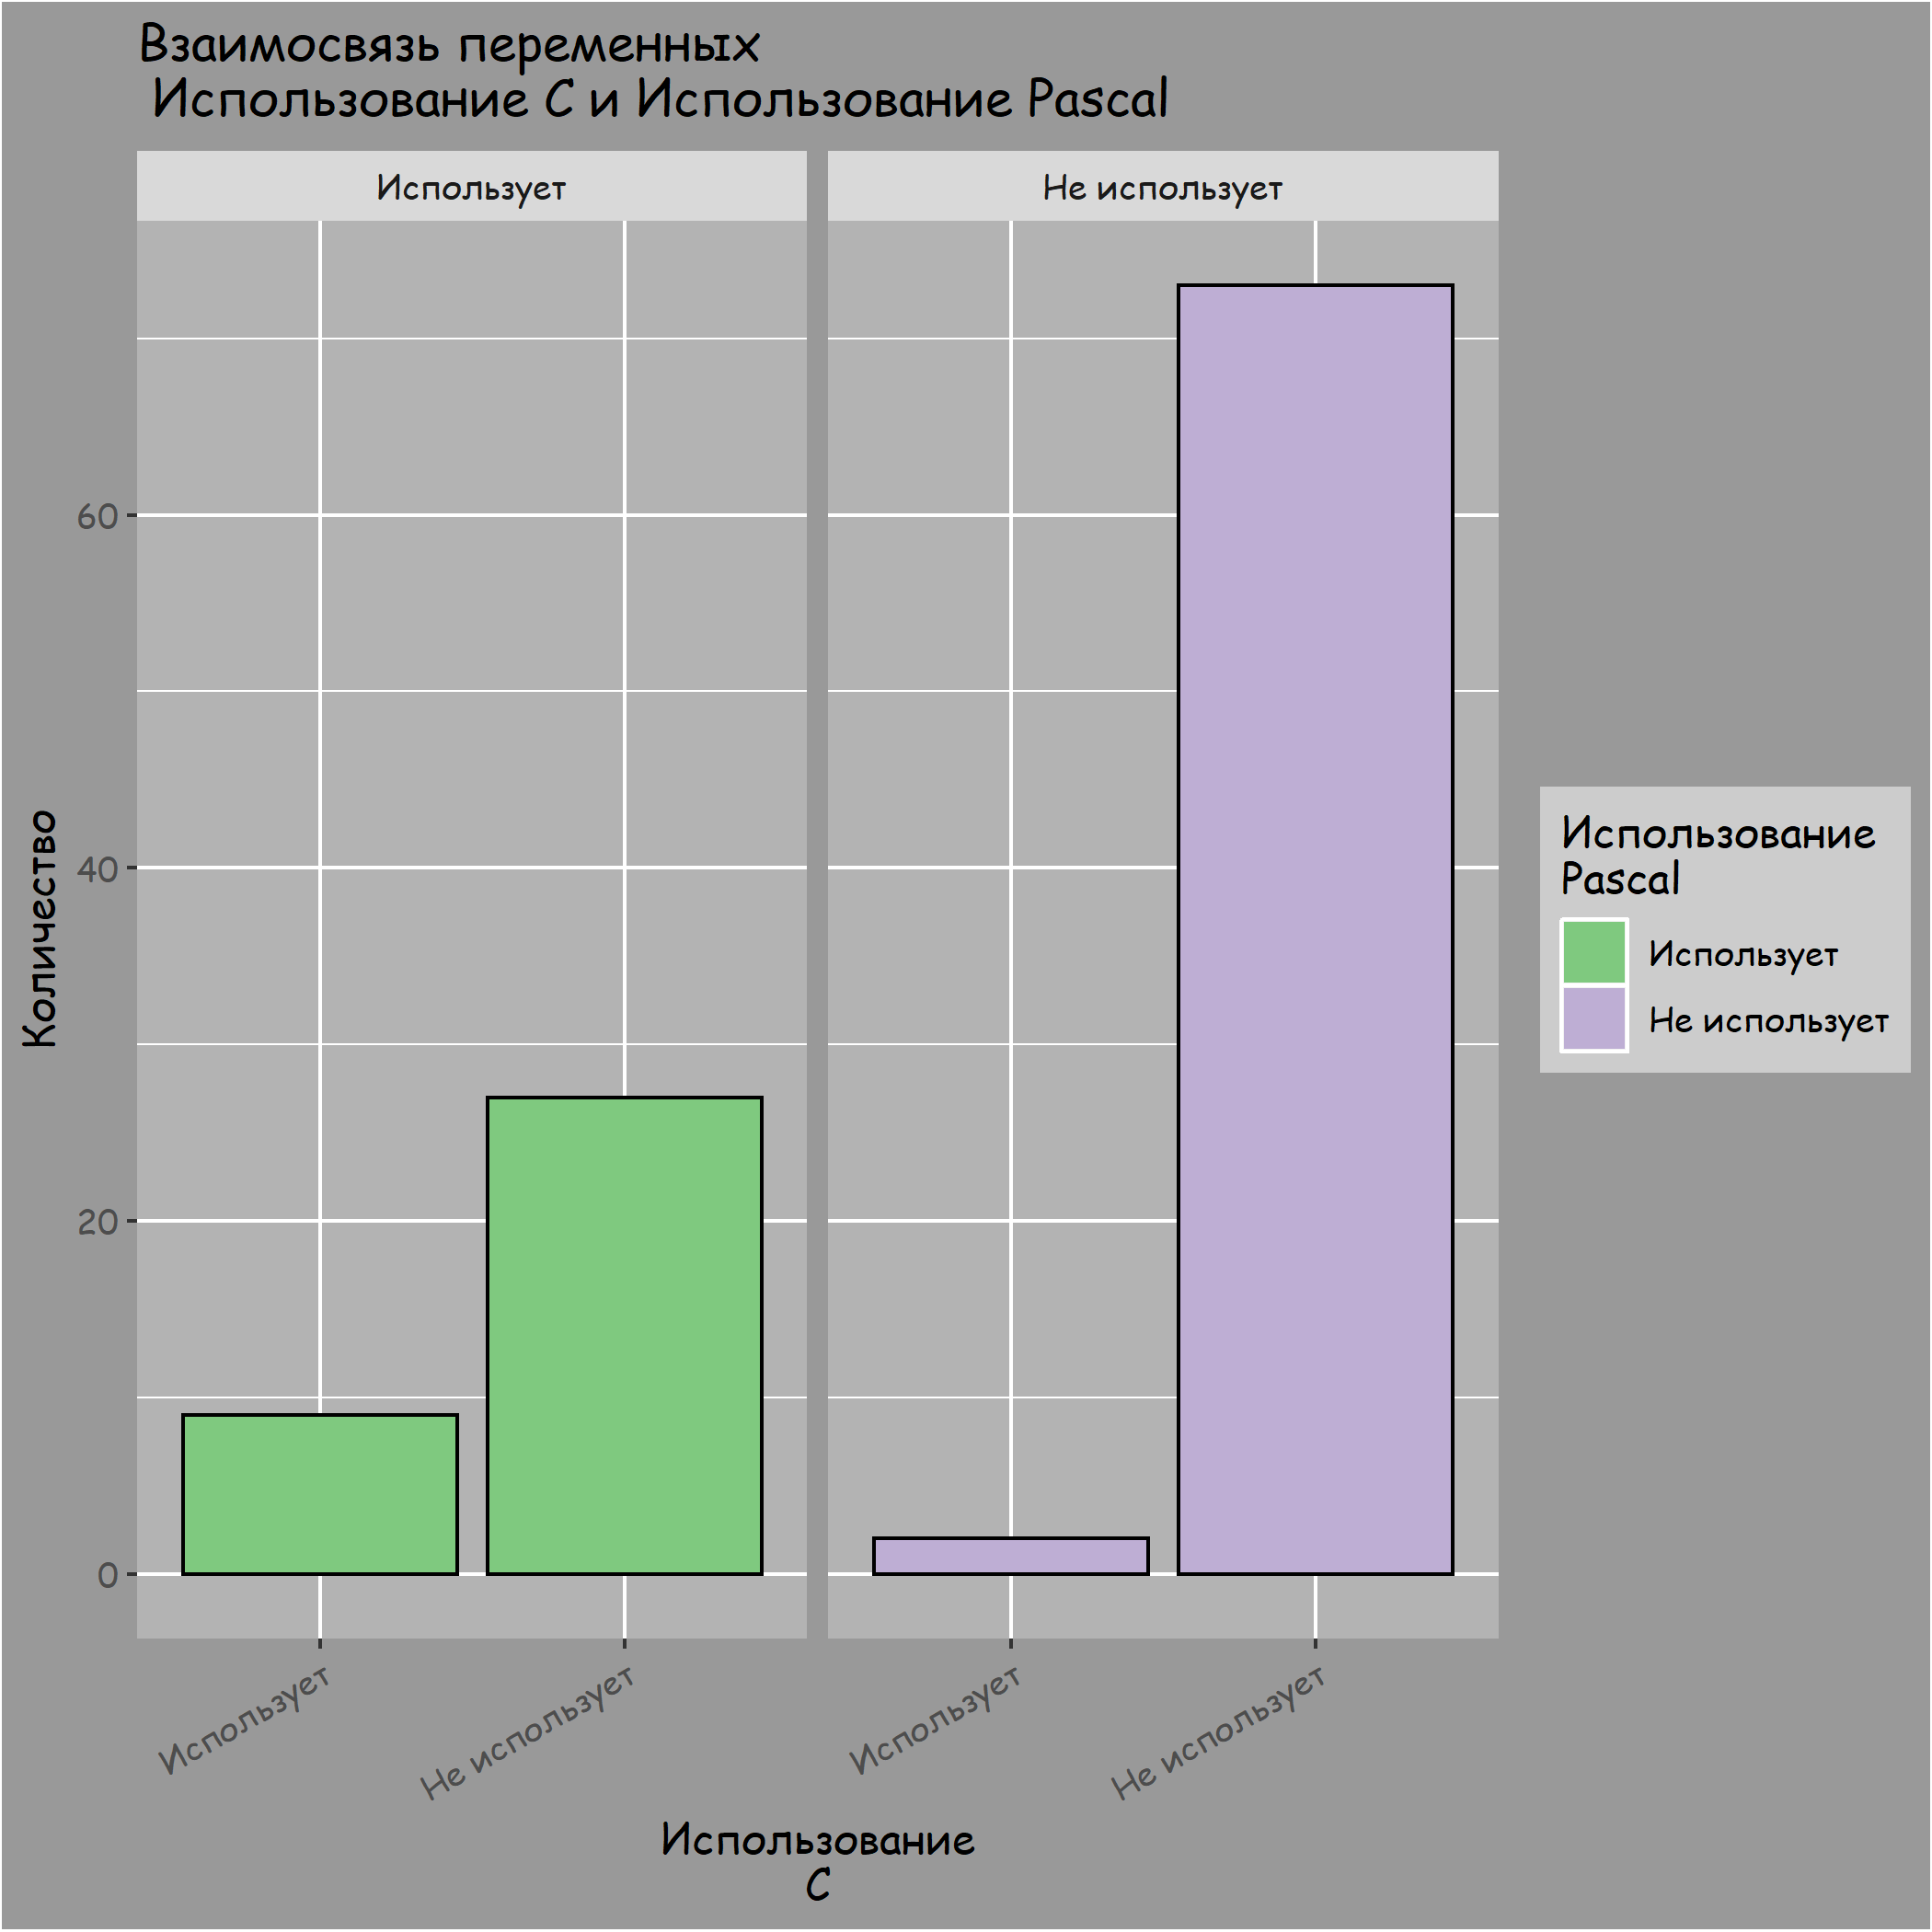 Взаимосвязь переменных
Использование C и Использование Pascal
Использует
Не использует
60
40
20
0
Количество
Использует
Не использует
Использует
Не использует
Использование
C
Использование
Pascal
Использует
Не использует